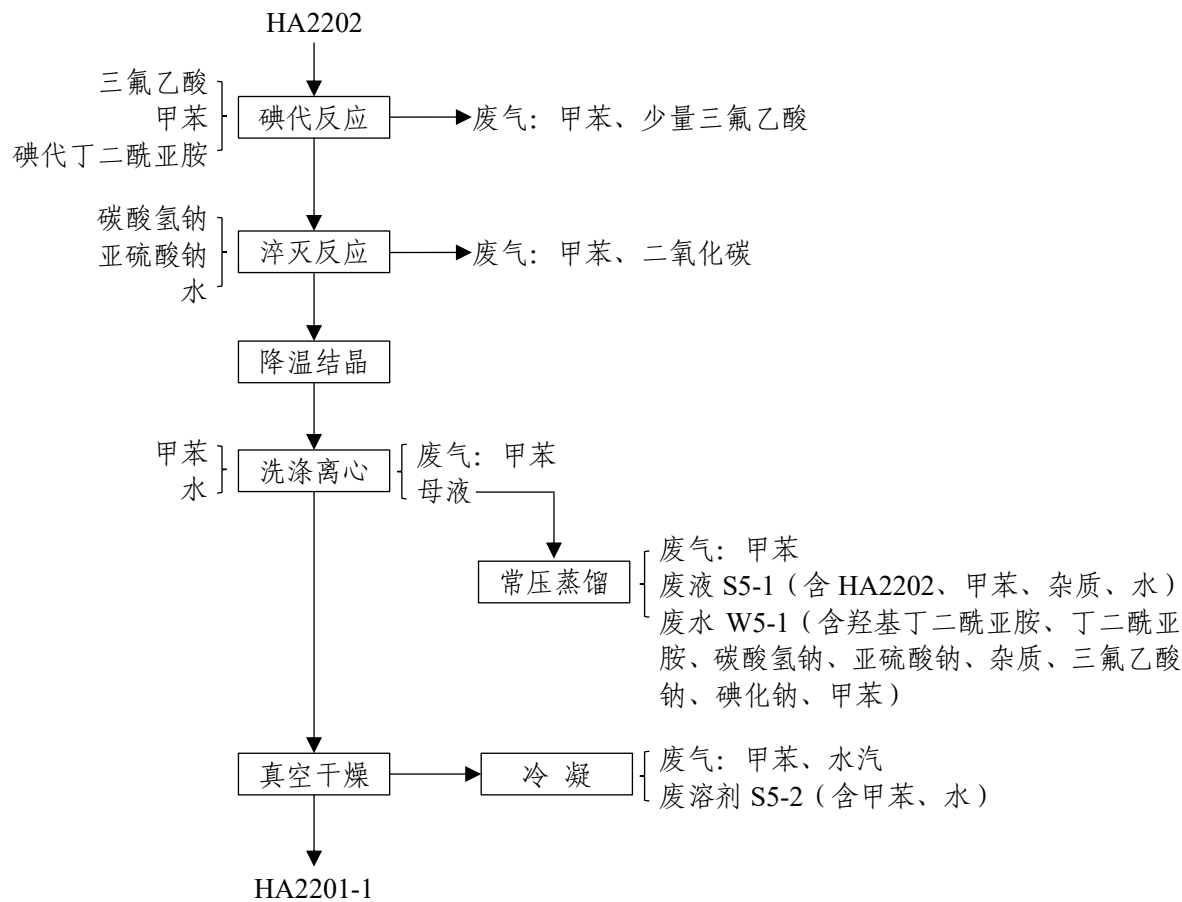 HA2202
三氟乙酸
甲苯
碘代丁二酰亚胺
碘代反应
废气：甲苯、少量三氟乙酸
碳酸氢钠
亚硫酸钠
水
淬灭反应
废气：甲苯、二氧化碳
降温结晶
甲苯
水
洗涤离心
废气：甲苯
母液
常压蒸馏
废气：甲苯
废液 S5-1（含 HA2202、甲苯、杂质、水）
废水 W5-1（含羟基丁二酰亚胺、丁二酰亚
胺、碳酸氢钠、亚硫酸钠、杂质、三氟乙酸
钠、碘化钠、甲苯）
真空干燥
冷 凝
废气：甲苯、水汽
废溶剂 S5-2（含甲苯、水）
HA2201-1